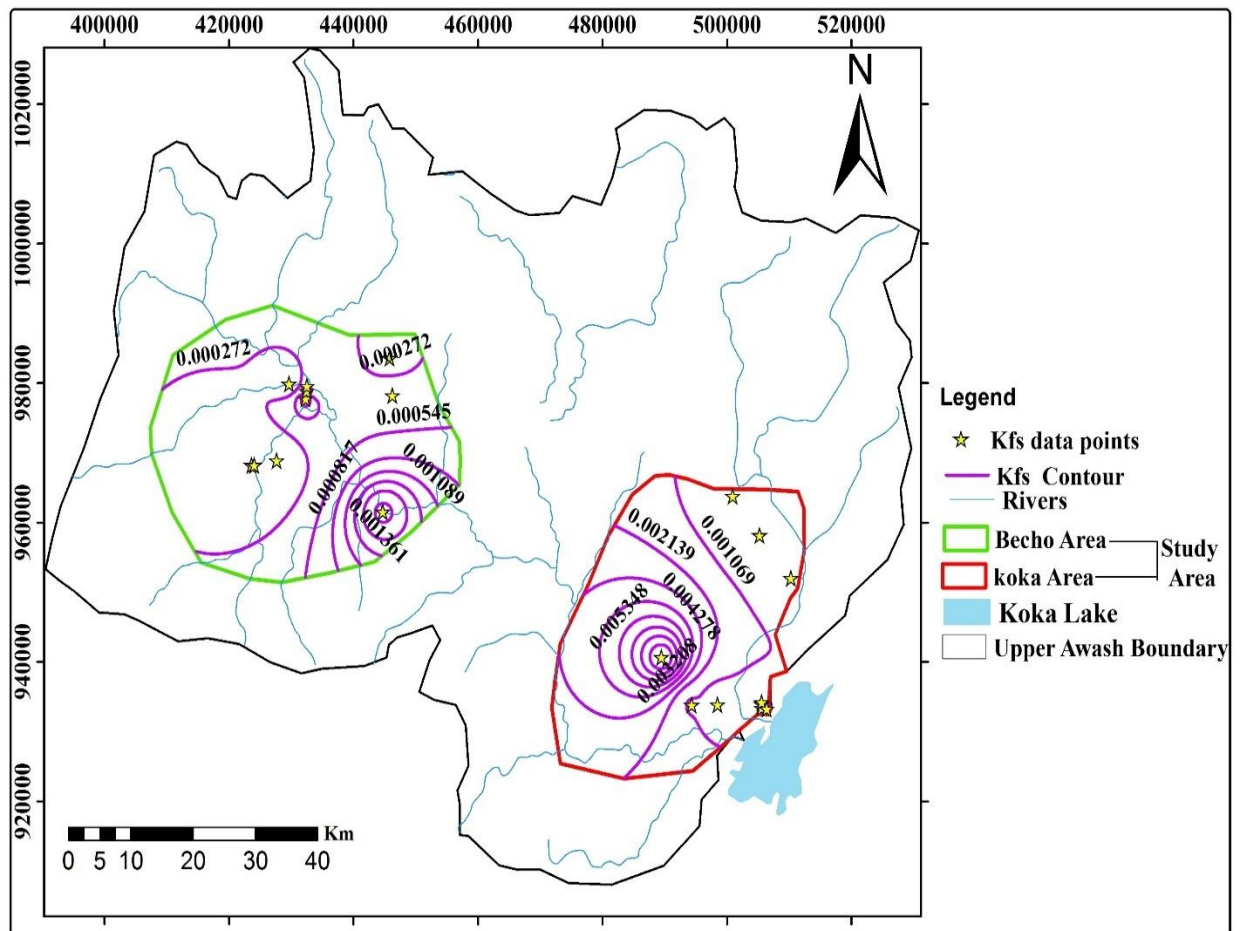 400000 420000 440000 460000 480000 500000 520000
1020000
1000000
980000
960000
940000
920000
N
0.000272
0.000272
0.000545
0.000817
0.001089
0.001361
0.002139
0.001069
0.005348
0.004278
0.003208
Km
0 5 10 20 30 40
Legend
Kfs data points
Kfs Contour
Rivers
Becho Area
Study
Area
koka Area
Koka Lake
Upper Awash Boundary